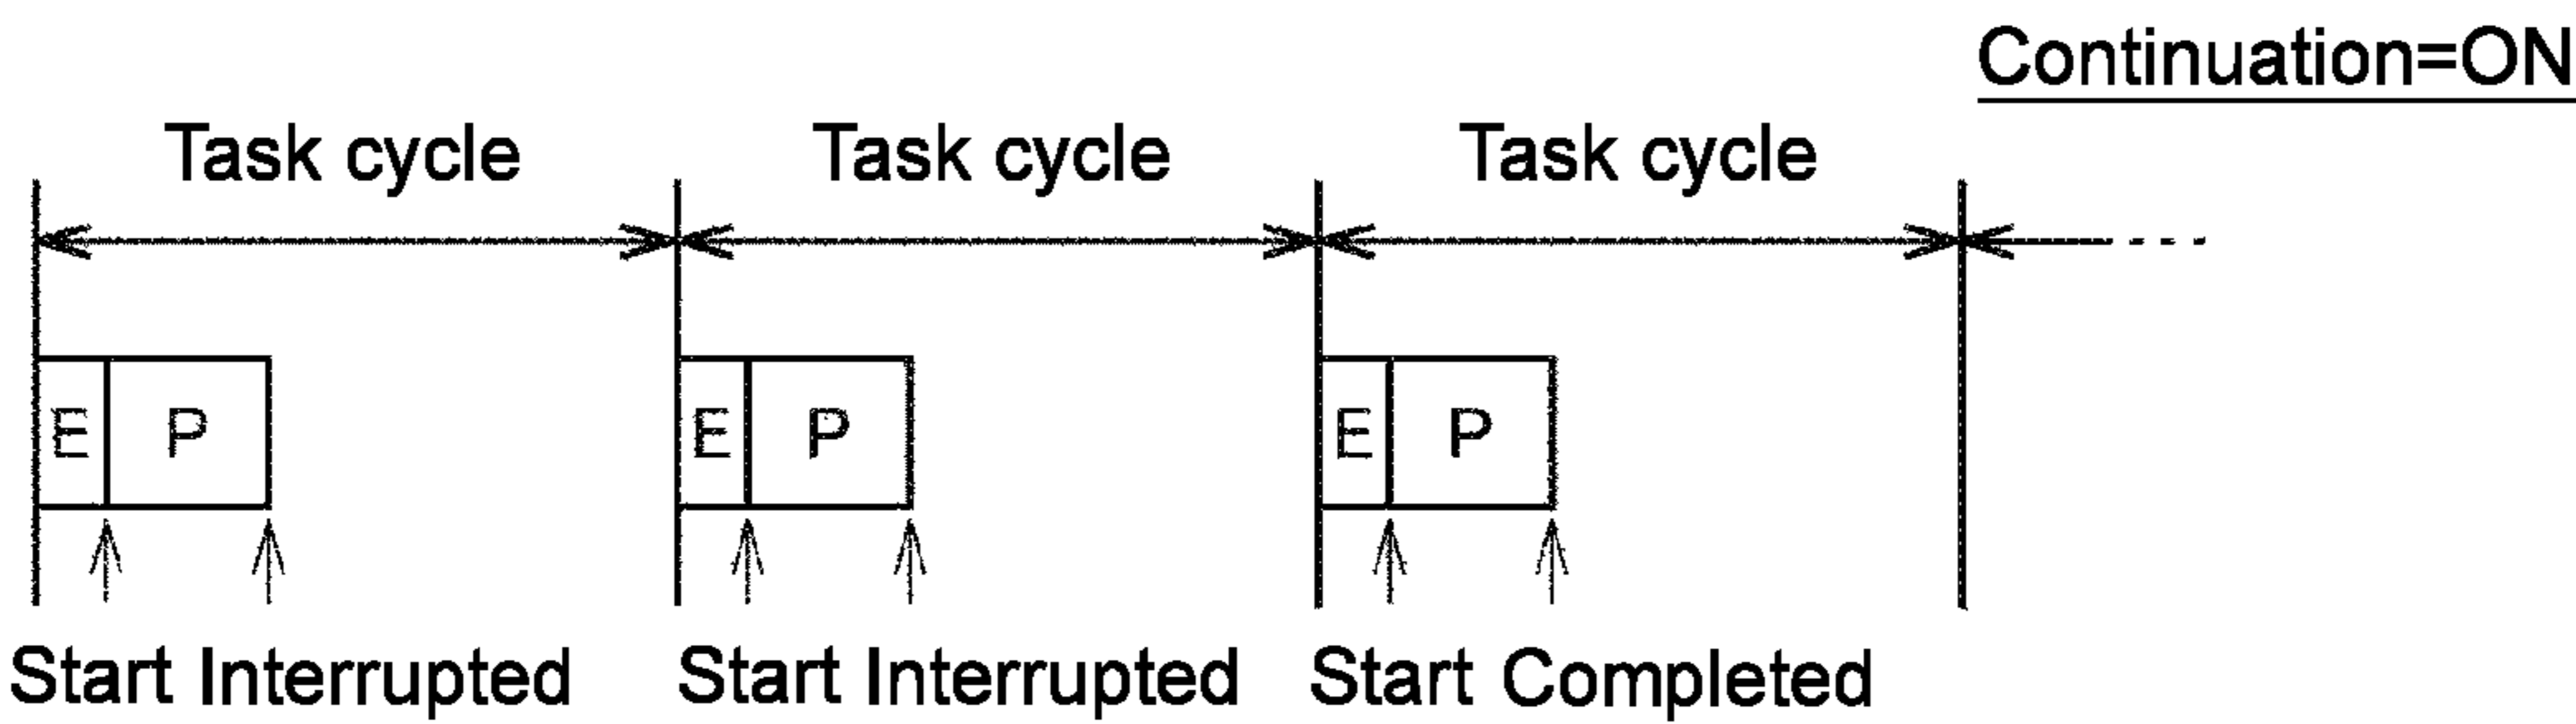 Continuation=ON
Task cycle Task cycle Task cycle
E P E P E P
Start Interrupted Start Interrupted Start Completed